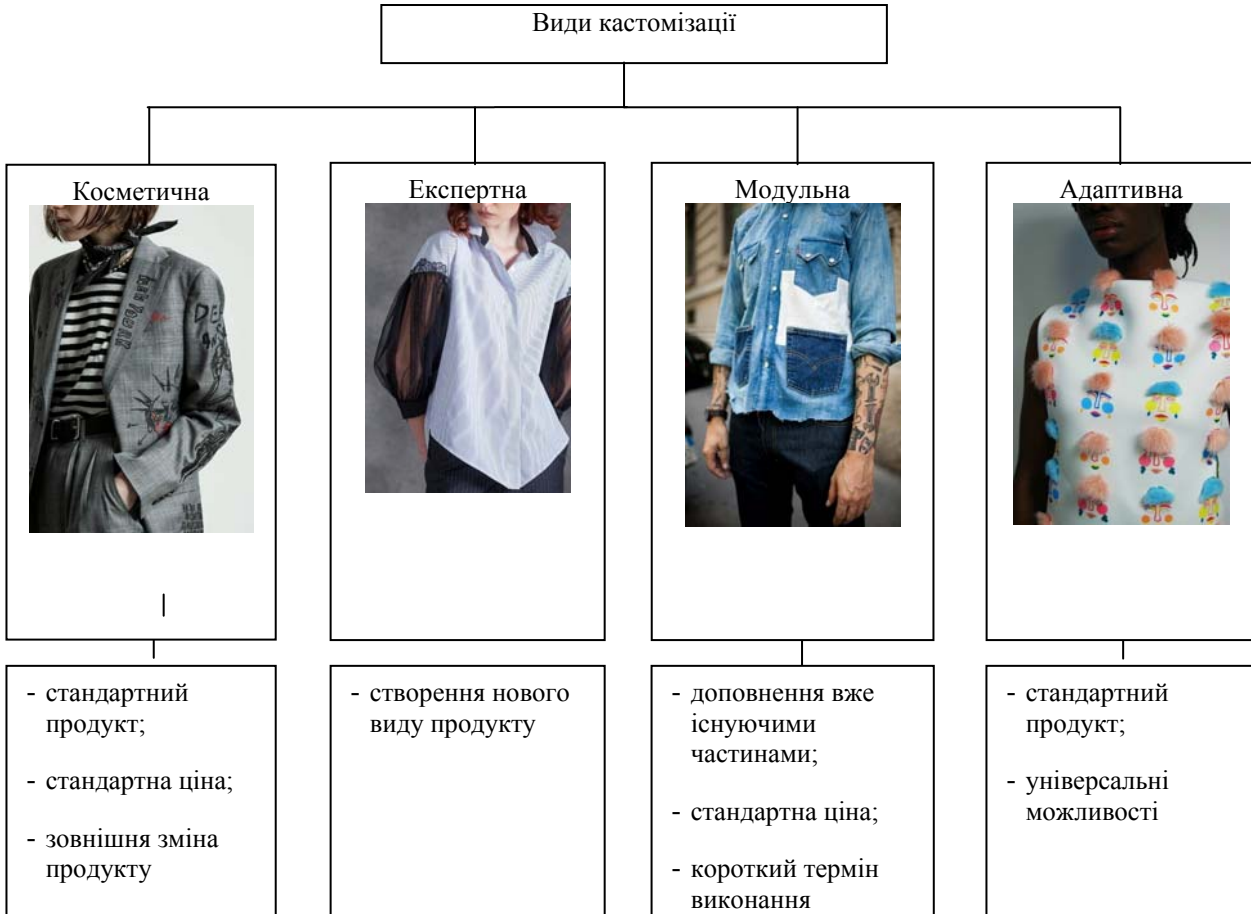 Види кастомізації
Косметична
Експертна
Модульна
Адаптивна
- стандартний
продукт;
- стандартна ціна;
- зовнішня зміна
продукту
- створення нового
виду продукту
- доповнення вже
існуючими
частинами;
- стандартна ціна;
- короткий термін
виконання
- стандартний
продукт;
- універсальні
можливості